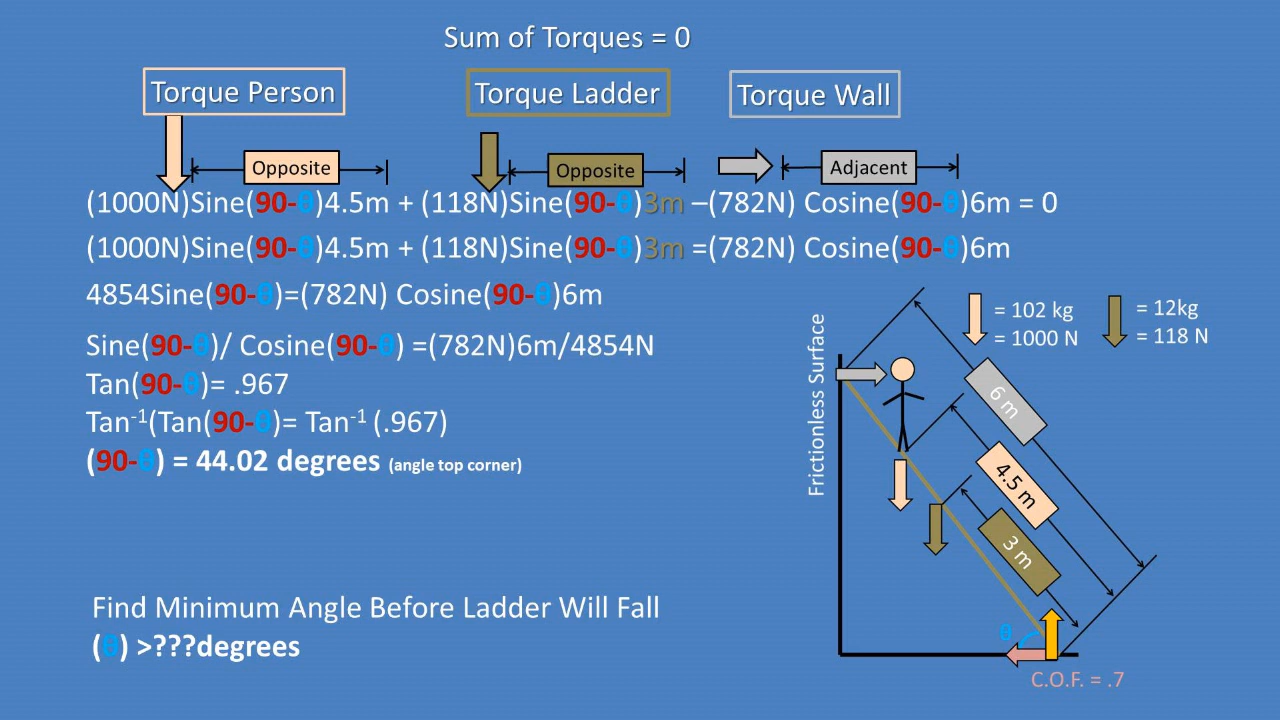 Sum of Torques = 0
Torque Person
Torque Ladder
Torque Wall
Opposite
Opposite
Adjacent
(1000N)Sine(90-θ)4.5m + (118N)Sine(90-θ)3m –(782N) Cosine(90-θ)6m = 0
(1000N)Sine(90-θ)4.5m + (118N)Sine(90-θ)3m =(782N) Cosine(90-θ)6m
4854Sine(90-θ)=(782N) Cosine(90-θ)6m
Sine(90-θ)/ Cosine(90-θ) =(782N)6m/4854N
Tan(90-θ)= .967
Tan⁻¹(Tan(90-θ)= Tan⁻¹ (.967)
(90-θ) = 44.02 degrees (angle top corner)
Find Minimum Angle Before Ladder Will Fall
(θ) >???degrees
= 102 kg
= 1000 N
= 12kg
= 118 N
Frictionless Surface
6 m
4.5 m
3 m
θ
C.O.F. = .7